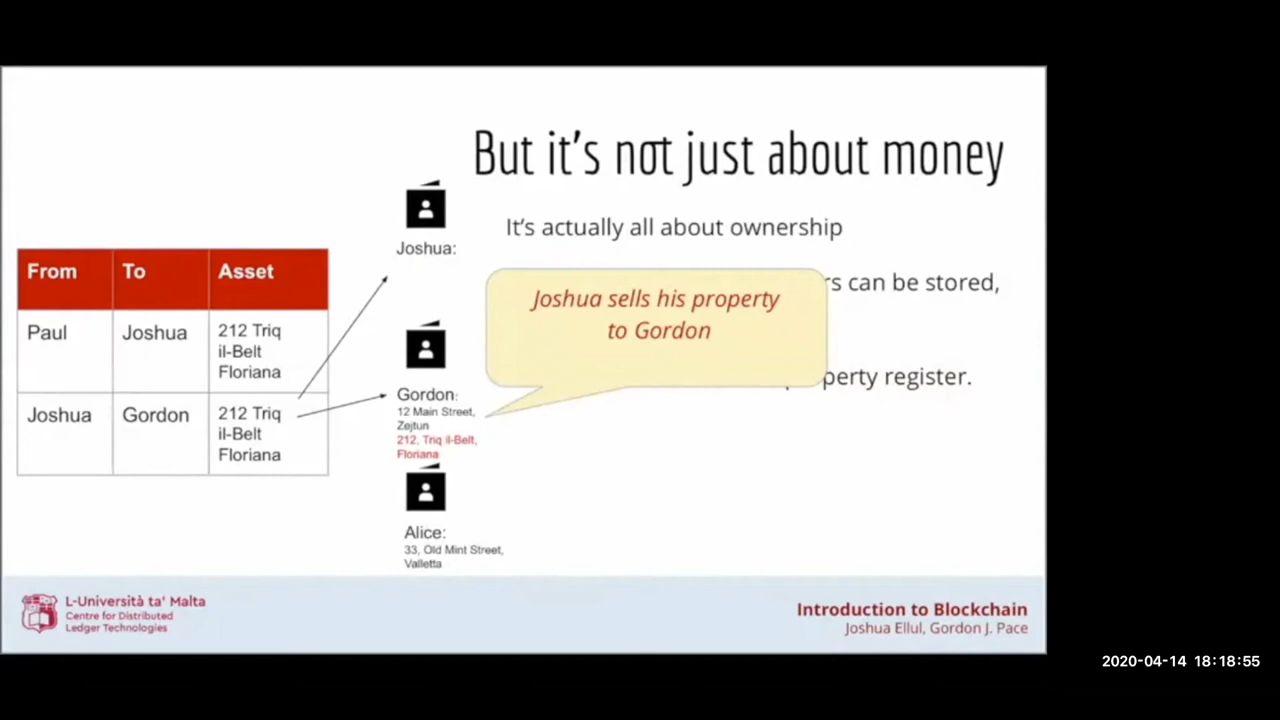 But it's not just about money
It's actually all about ownership
can be stored,
register.
Joshua sells his property
to Gordon
From To Asset
Paul Joshua 212 Triq
il-Belt
Floriana
Joshua Gordon 212 Triq
il-Belt
Floriana
Joshua:
Gordon:
12 Main Street,
Zejtun
212, Triq il-Belt,
Floriana
Alice:
33, Old Mint Street,
Valletta
L-Università ta' Malta
Centre for Distributed
Ledger Technologies
Introduction to Blockchain
Joshua Ellul, Gordon J. Pace
2020-04-14 18:18:55